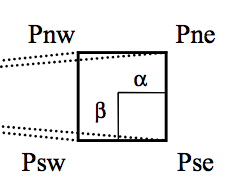 Pnw Pne
α
β
Psw Pse